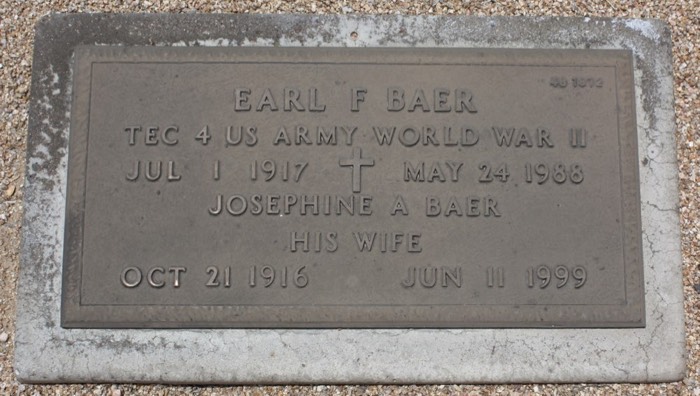 EARL F BAER
TEC 4 US ARMY WORLD WAR II
JUL 1 1917 MAY 24 1988
JOSEPHINE A BAER
HIS WIFE
OCT 21 1916 JUN 11 1999